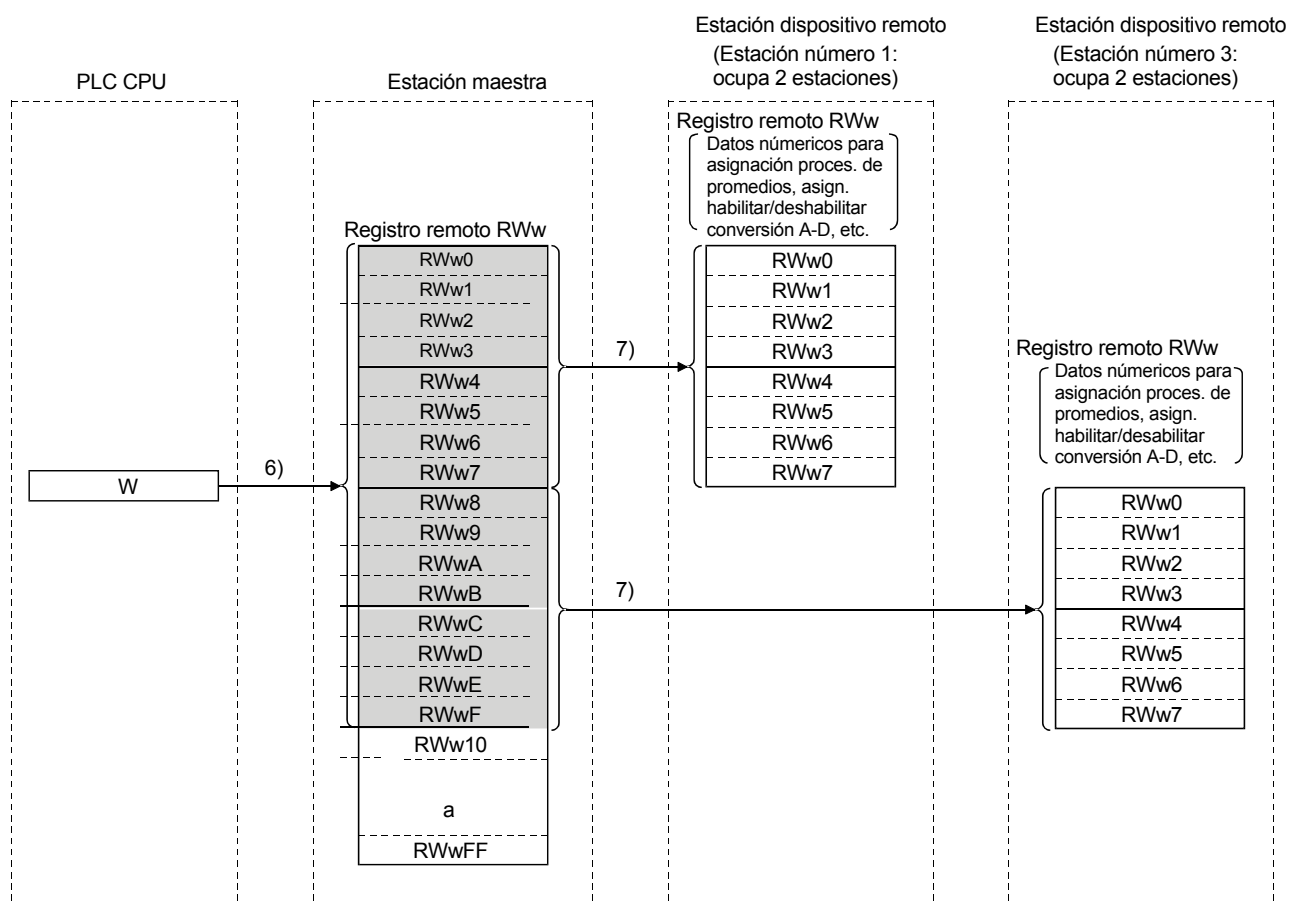 PLC CPU
Estación maestra
Estación dispositivo remoto
(Estación número 1:
ocupa 2 estaciones)
Estación dispositivo remoto
(Estación número 3:
ocupa 2 estaciones)
W
6)
Registro remoto RWw
RWw0
RWw1
RWw2
RWw3
RWw4
RWw5
RWw6
RWw7
RWw8
RWw9
RWwA
RWwB
RWwC
RWwD
RWwE
RWwF
RWw10
a
RWwFF
7)
7)
Registro remoto RWw
Datos númericos para
asignación proces. de
promedios, asign.
habilitar/deshabilitar
conversión A-D, etc.
RWw0
RWw1
RWw2
RWw3
RWw4
RWw5
RWw6
RWw7
Registro remoto RWw
Datos númericos para
asignación proces. de
promedios, asign.
habilitar/desabilitar
conversión A-D, etc.
RWw0
RWw1
RWw2
RWw3
RWw4
RWw5
RWw6
RWw7